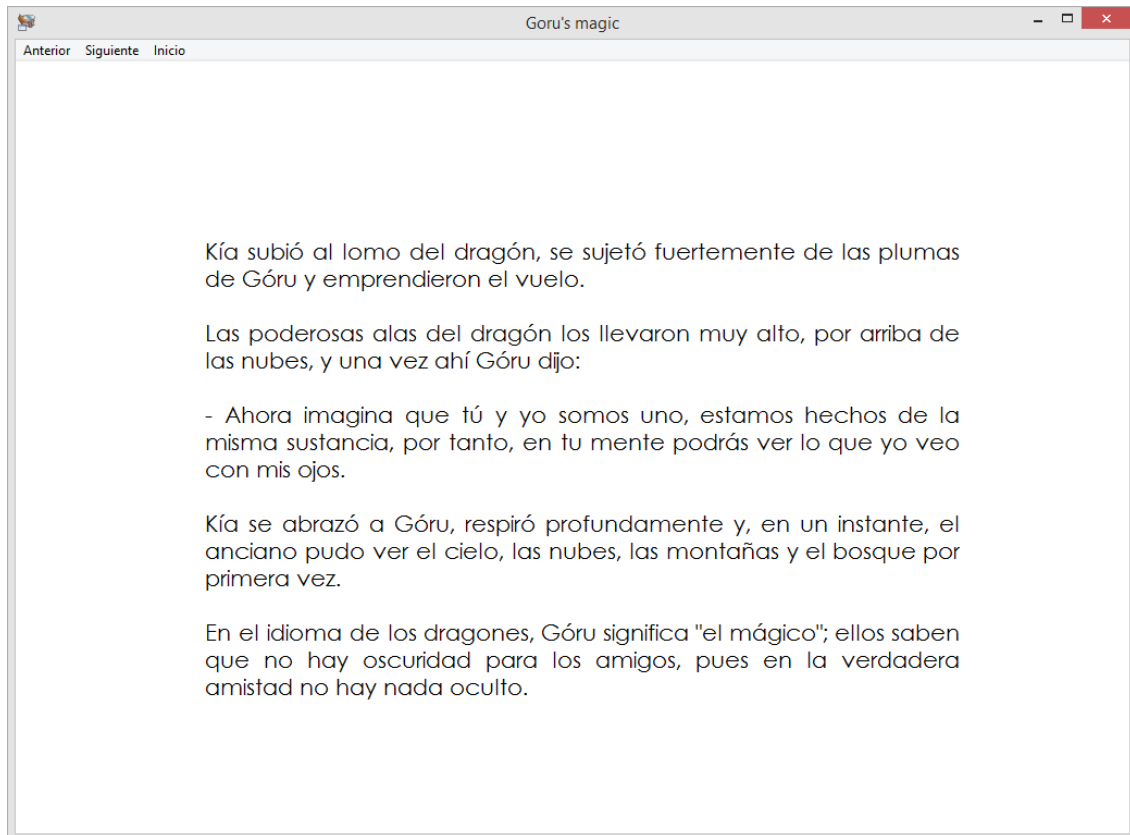 Goru's magic
Anterior Siguiente Inicio
Kía subió al lomo del dragón, se sujetó fuertemente de las plumas
de Góru y emprendieron el vuelo.
Las poderosas alas del dragón los llevaron muy alto, por arriba de
las nubes, y una vez ahí Góru dijo:
- Ahora imagina que tú y yo somos uno, estamos hechos de la
misma sustancia, por tanto, en tu mente podrás ver lo que yo veo
con mis ojos.
Kía se abrazó a Góru, respiró profundamente y, en un instante, el
anciano pudo ver el cielo, las nubes, las montañas y el bosque por
primera vez.
En el idioma de los dragones, Góru significa "el mágico"; ellos saben
que no hay oscuridad para los amigos, pues en la verdadera
amistad no hay nada oculto.